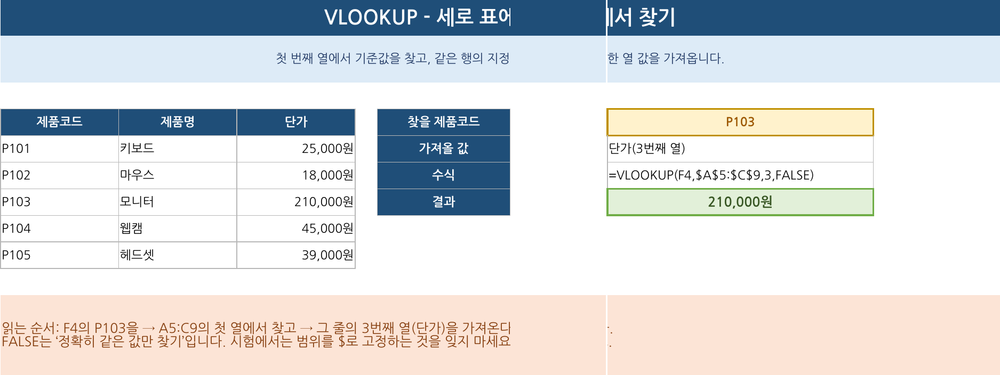 VLOOKUP - 세로 표에서 찾기
첫 번째 열에서 기준값을 찾고, 같은 행의 지정한 열 값을 가져옵니다.
제품코드 제품명 단가 찾을 제품코드 P103
P101 키보드 25,000원 가져올 값 단가(3번째 열)
P102 마우스 18,000원 수식 =VLOOKUP(F4,$A$5:$C$9,3,FALSE)
P103 모니터 210,000원 결과 210,000원
P104 웹캠 45,000원
P105 헤드셋 39,000원
읽는 순서: F4의 P103을 → A5:C9의 첫 열에서 찾고 → 그 줄의 3번째 열(단가)을 가져온다.
FALSE는 ‘정확히 같은 값만 찾기’입니다. 시험에서는 범위를 $로 고정하는 것을 잊지 마세요.